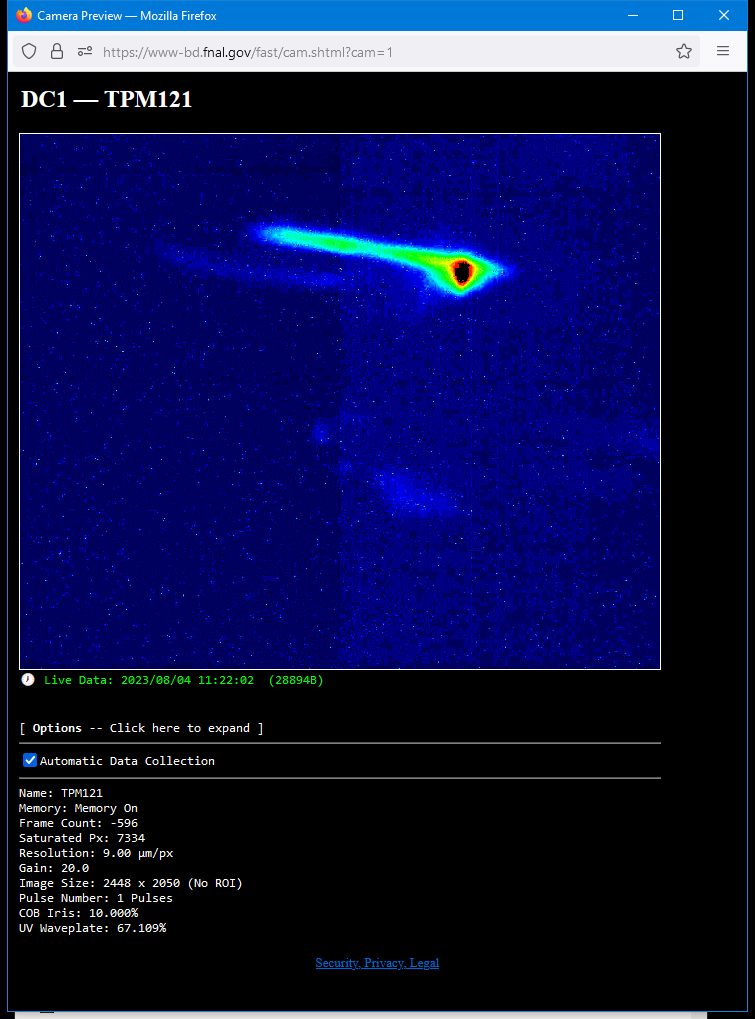 Camera Preview — Mozilla Firefox
https://www-bd.fnal.gov/fast/cam.shtml?cam=1
DC1 — TPM121
Live Data: 2023/08/04 11:22:02 (28894B)
[ Options -- Click here to expand ]
Automatic Data Collection
Name: TPM121
Memory: Memory On
Frame Count: -596
Saturated Px: 7334
Resolution: 9.00 µm/px
Gain: 20.0
Image Size: 2448 x 2050 (No ROI)
Pulse Number: 1 Pulses
COB Iris: 10.000%
UV Waveplate: 67.109%
Security, Privacy, Legal